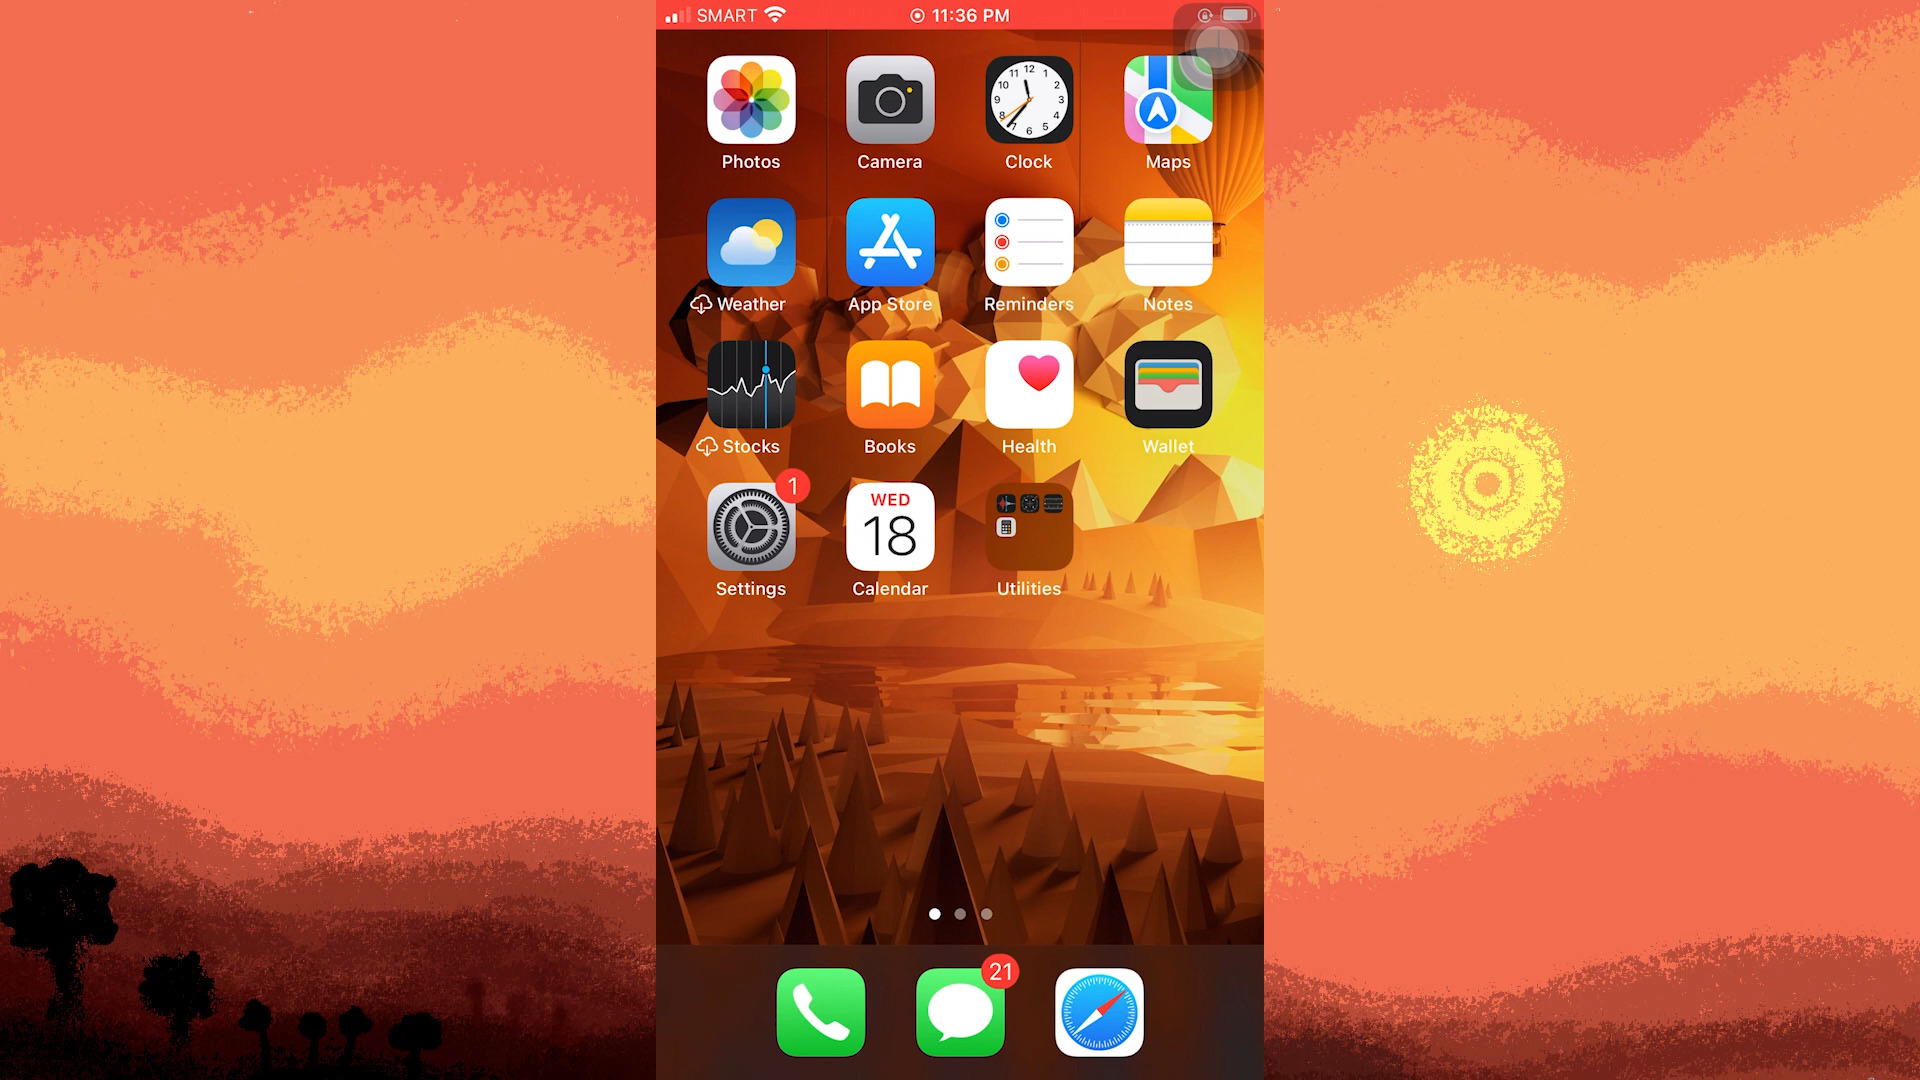 SMART 11:36 PM
Photos Camera Clock Maps
Weather App Store Reminders Notes
Stocks Books Health Wallet
1
WED
18
Settings Calendar Utilities
21